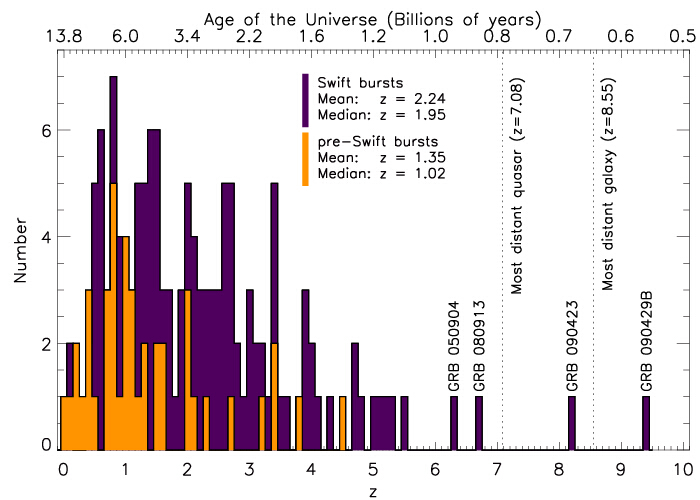 Age of the Universe (Billions of years)
13.8 6.0 3.4 2.2 1.6 1.2 1.0 0.8 0.7 0.6 0.5
Swift bursts
Mean: z = 2.24
Median: z = 1.95
pre-Swift bursts
Mean: z = 1.35
Median: z = 1.02
Most distant quasar (z=7.08)
Most distant galaxy (z=8.55)
GRB 050904
GRB 080913
GRB 090423
GRB 090429B
Number
6
4
2
0
0 1 2 3 4 5 6 7 8 9 10
z